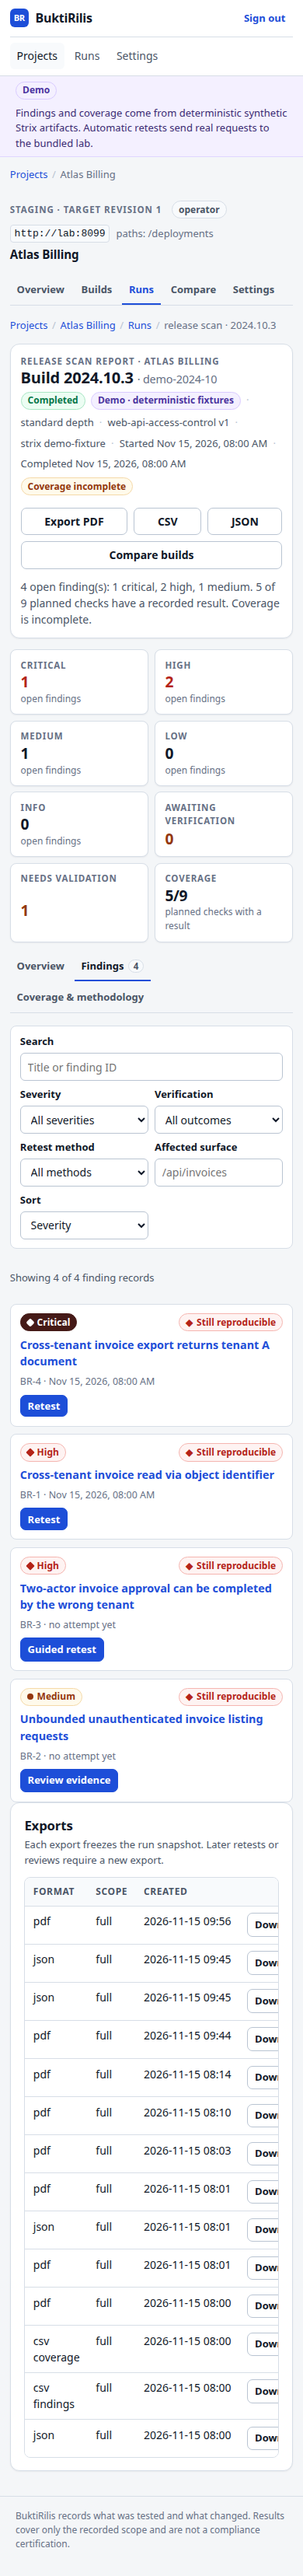 BR BuktiRilis Sign out
Projects Runs Settings
Demo
Findings and coverage come from deterministic synthetic
Strix artifacts. Automatic retests send real requests to
the bundled lab.
Projects / Atlas Billing
STAGING · TARGET REVISION 1 operator
http://lab:8099 paths: /deployments
Atlas Billing
Overview Builds Runs Compare Settings
Projects / Atlas Billing / Runs / release scan · 2024.10.3
RELEASE SCAN REPORT · ATLAS BILLING
Build 2024.10.3 · demo-2024-10
Completed Demo · deterministic fixtures ·
standard depth · web-api-access-control v1 ·
strix demo-fixture · Started Nov 15, 2026, 08:00 AM ·
Completed Nov 15, 2026, 08:00 AM
Coverage incomplete
Export PDF CSV JSON
Compare builds
4 open finding(s): 1 critical, 2 high, 1 medium. 5 of
9 planned checks have a recorded result. Coverage
is incomplete.
CRITICAL
1
open findings
HIGH
2
open findings
MEDIUM
1
open findings
LOW
0
open findings
INFO
0
open findings
AWAITING
VERIFICATION
0
NEEDS VALIDATION
1
COVERAGE
5/9
planned checks with a
result
Overview Findings 4
Coverage & methodology
Search
Title or finding ID
Severity Verification
All severities All outcomes
Retest method Affected surface
All methods /api/invoices
Sort
Severity
Showing 4 of 4 finding records
Critical Still reproducible
Cross-tenant invoice export returns tenant A
document
BR-4 · Nov 15, 2026, 08:00 AM
Retest
High Still reproducible
Cross-tenant invoice read via object identifier
BR-1 · Nov 15, 2026, 08:00 AM
Retest
High Still reproducible
Two-actor invoice approval can be completed
by the wrong tenant
BR-3 · no attempt yet
Guided retest
Medium Still reproducible
Unbounded unauthenticated invoice listing
requests
BR-2 · no attempt yet
Review evidence
Exports
Each export freezes the run snapshot. Later retests or
reviews require a new export.
FORMAT SCOPE CREATED
pdf full 2026-11-15 09:56
json full 2026-11-15 09:45
json full 2026-11-15 09:45
pdf full 2026-11-15 09:44
pdf full 2026-11-15 08:14
pdf full 2026-11-15 08:10
pdf full 2026-11-15 08:03
pdf full 2026-11-15 08:01
json full 2026-11-15 08:01
pdf full 2026-11-15 08:01
pdf full 2026-11-15 08:00
csv full 2026-11-15 08:00
coverage
csv full 2026-11-15 08:00
findings
json full 2026-11-15 08:00
BuktiRilis records what was tested and what changed. Results
cover only the recorded scope and are not a compliance
certification.